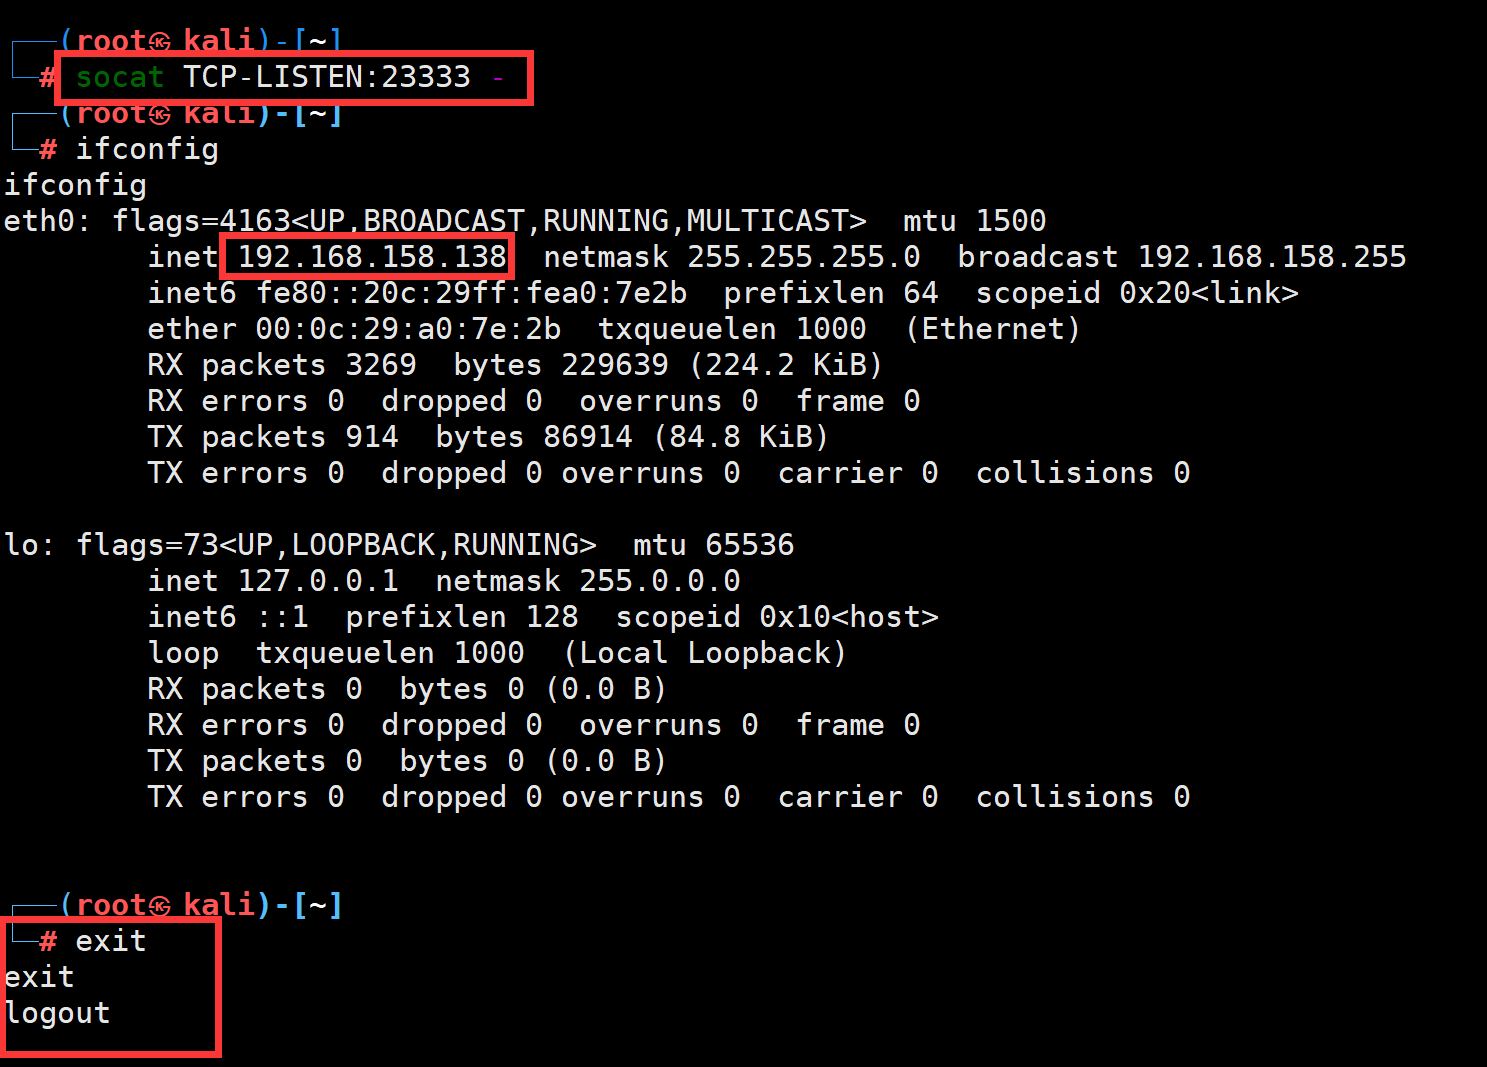 ┌──(root㉿kali)-[~]
└─# socat TCP-LISTEN:23333 -
┌──(root㉿kali)-[~]
└─# ifconfig
ifconfig
eth0: flags=4163<UP,BROADCAST,RUNNING,MULTICAST>  mtu 1500
        inet 192.168.158.138  netmask 255.255.255.0  broadcast 192.168.158.255
        inet6 fe80::20c:29ff:fea0:7e2b  prefixlen 64  scopeid 0x20<link>
        ether 00:0c:29:a0:7e:2b  txqueuelen 1000  (Ethernet)
        RX packets 3269  bytes 229639 (224.2 KiB)
        RX errors 0  dropped 0  overruns 0  frame 0
        TX packets 914  bytes 86914 (84.8 KiB)
        TX errors 0  dropped 0 overruns 0  carrier 0  collisions 0

lo: flags=73<UP,LOOPBACK,RUNNING>  mtu 65536
        inet 127.0.0.1  netmask 255.0.0.0
        inet6 ::1  prefixlen 128  scopeid 0x10<host>
        loop  txqueuelen 1000  (Local Loopback)
        RX packets 0  bytes 0 (0.0 B)
        RX errors 0  dropped 0  overruns 0  frame 0
        TX packets 0  bytes 0 (0.0 B)
        TX errors 0  dropped 0 overruns 0  carrier 0  collisions 0

┌──(root㉿kali)-[~]
└─# exit
exit
logout